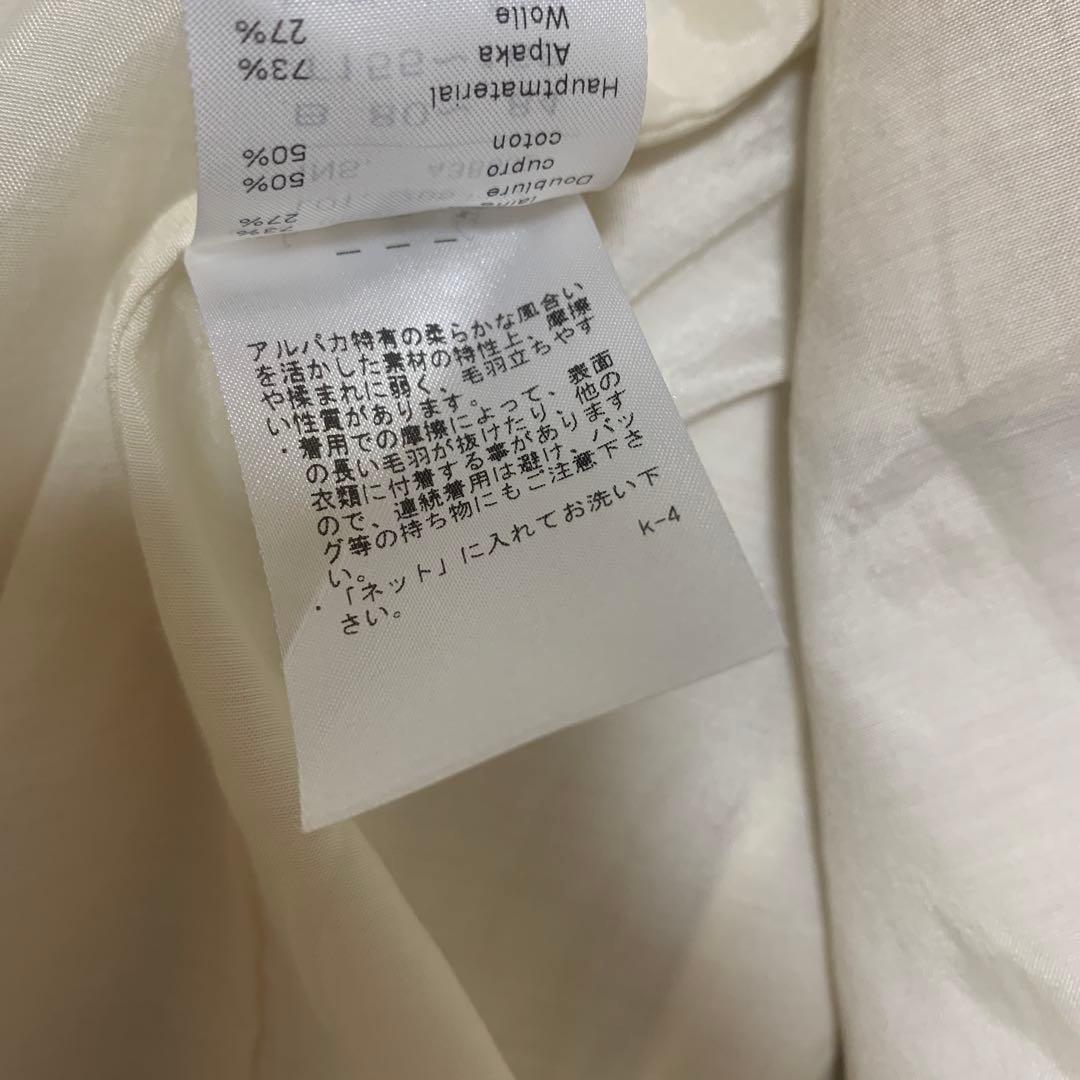 73%
27% laine
Doublure
50% cupro
50% coton
Hauptmaterial
73% Alpaka
27% Wolle
アルパカ特有の柔らかな風合い
を活かした素材の特性上、摩擦
や揉まれに弱く、毛羽立ちやす
い性質があります。
・着用での摩擦によって、表面
の長い毛羽が抜けたり、他の
衣類に付着する事があります
ので、連続着用は避け、バッ
グ等の持ち物にもご注意下さ
い。
・「ネット」に入れてお洗い下
さい。
K-4